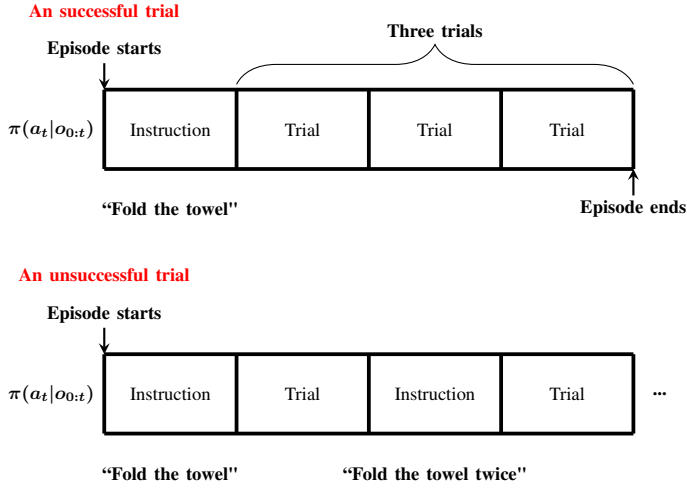 An successful trial
Three trials
Episode starts
π(a_t|o_{0:t}) Instruction Trial Trial Trial
“Fold the towel"
Episode ends
An unsuccessful trial
Episode starts
π(a_t|o_{0:t}) Instruction Trial Instruction Trial ...
“Fold the towel" “Fold the towel twice"